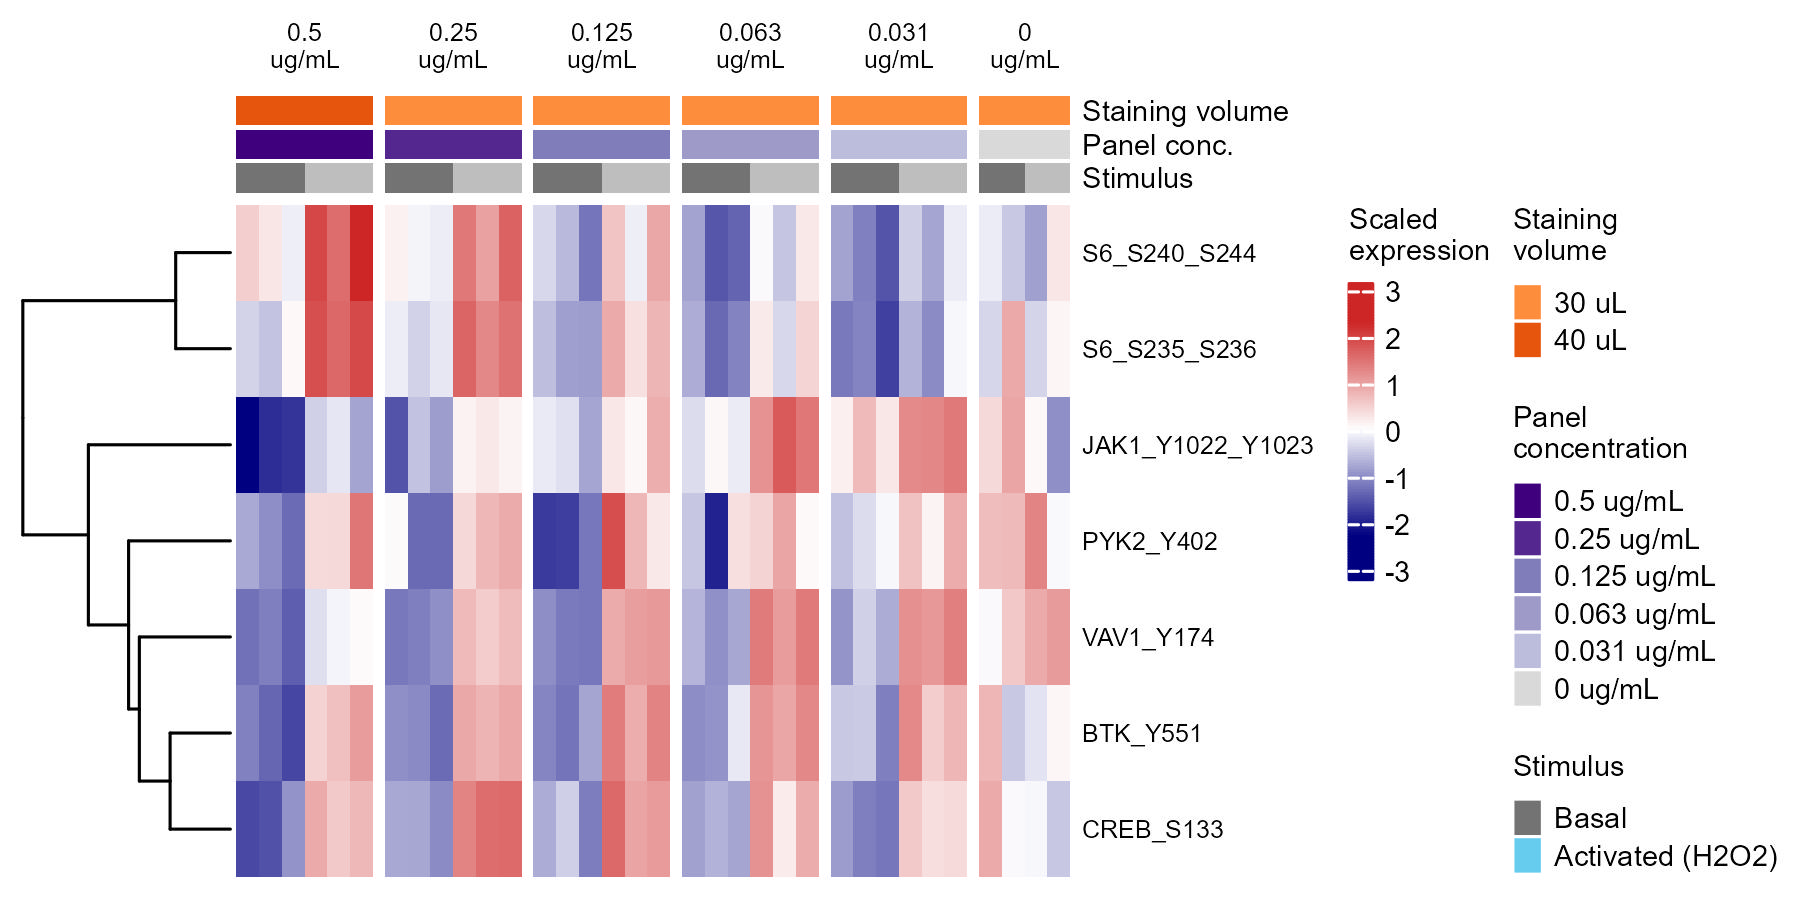 0.5
ug/mL
0.25
ug/mL
0.125
ug/mL
0.063
ug/mL
0.031
ug/mL
0
ug/mL
Staining volume
Panel conc.
Stimulus
S6_S240_S244
S6_S235_S236
JAK1_Y1022_Y1023
PYK2_Y402
VAV1_Y174
BTK_Y551
CREB_S133
Scaled
expression
3
2
1
0
-1
-2
-3
Staining
volume
30 uL
40 uL
Panel
concentration
0.5 ug/mL
0.25 ug/mL
0.125 ug/mL
0.063 ug/mL
0.031 ug/mL
0 ug/mL
Stimulus
Basal
Activated (H2O2)